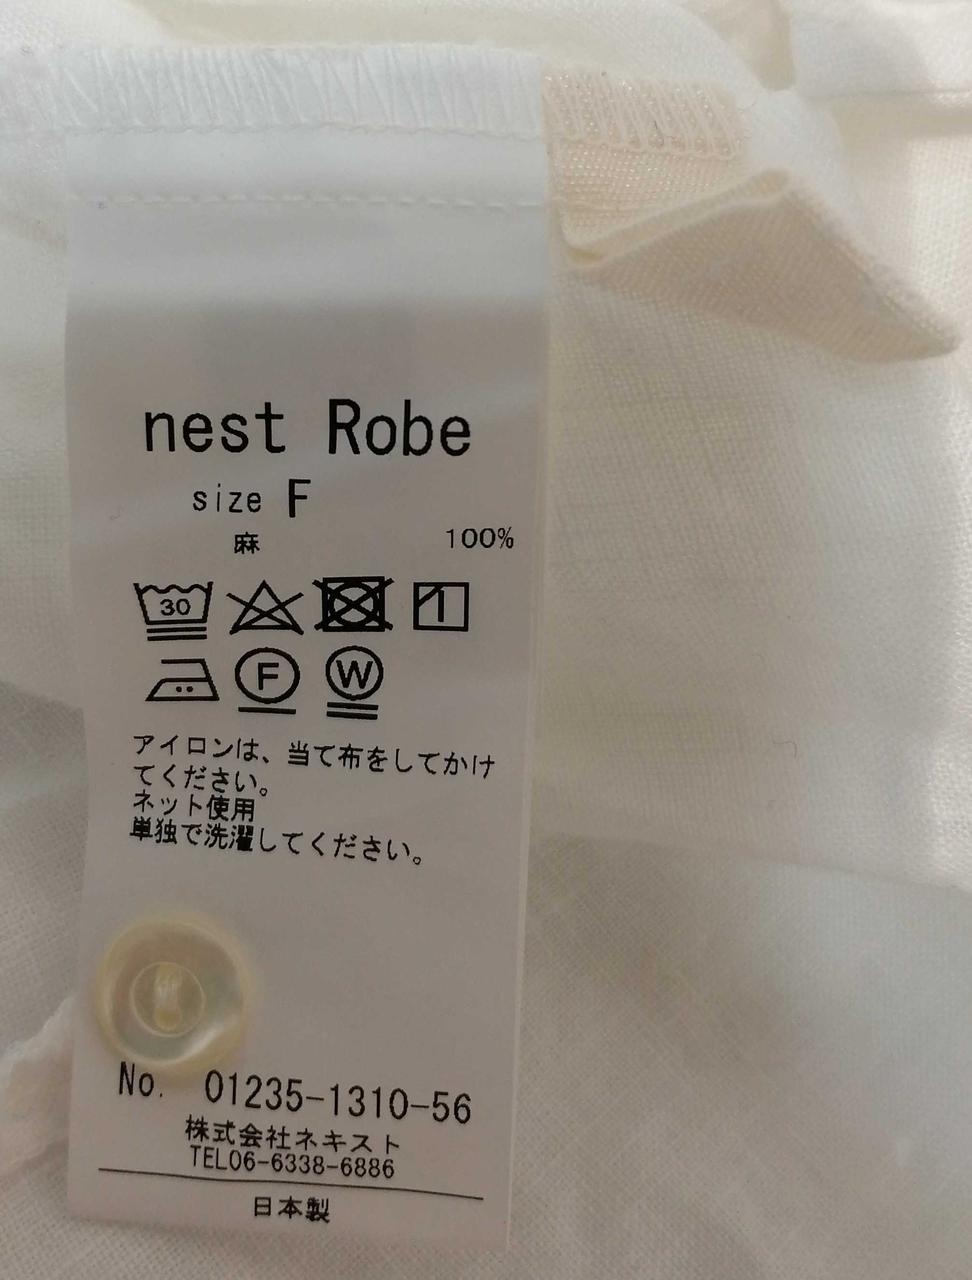 nest Robe
size F
麻 100%
30
F W
アイロンは、当て布をしてかけ
てください。
ネット使用
単独で洗濯してください。
No. 01235-1310-56
株式会社ネキスト
TEL06-6338-6886
日本製